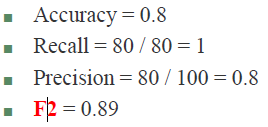 Accuracy = 0.8
Recall = 80 / 80 = 1
Precision = 80 / 100 = 0.8
F2 = 0.89